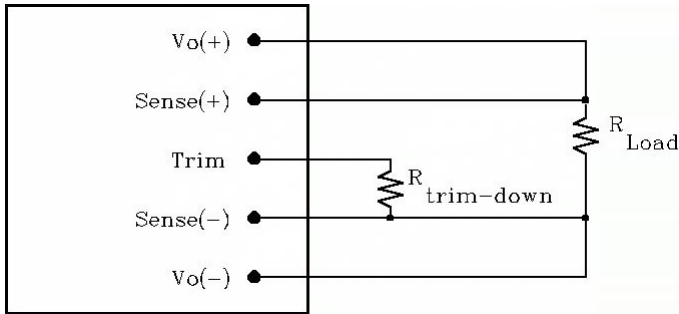 Vo(+)
Sense(+)
R Load
Trim
R trim-down
Sense(-)
Vo(-)